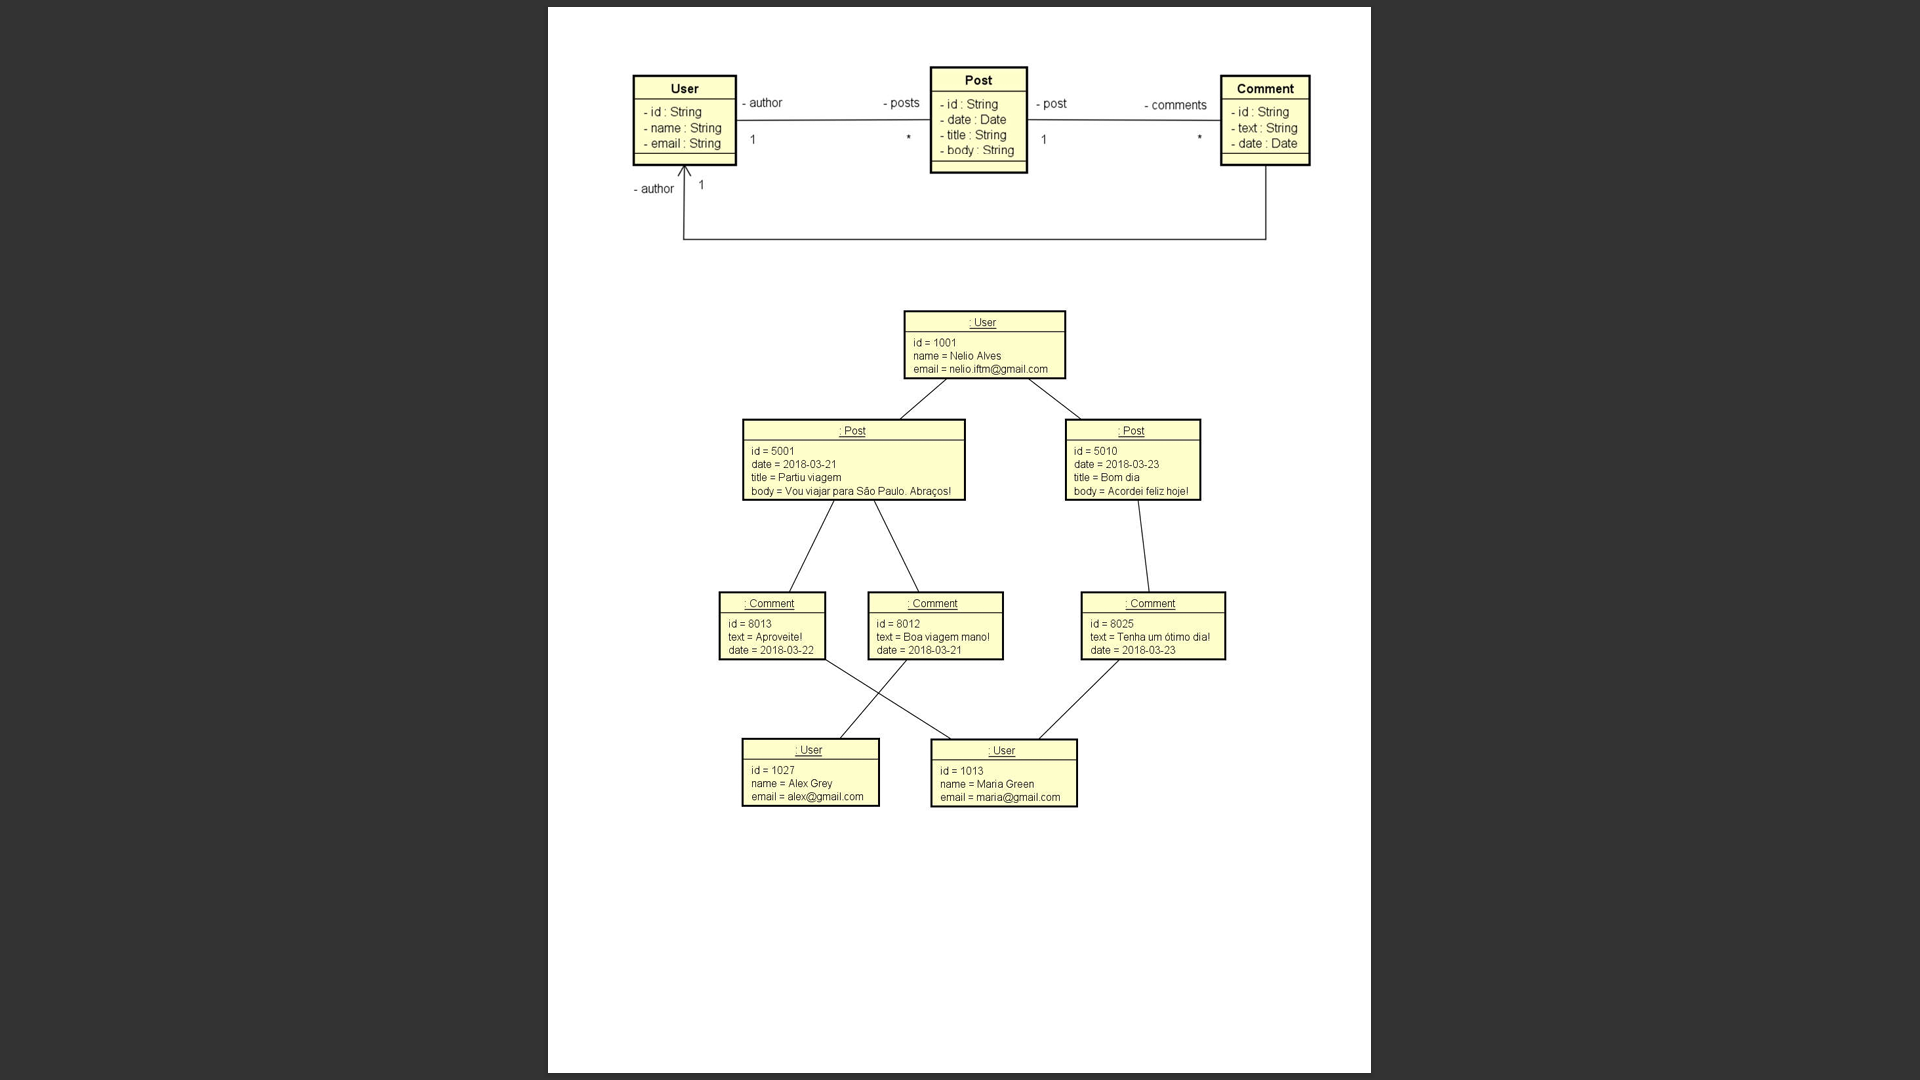 User
- id : String
- name : String
- email : String
- author
1
- posts
*
Post
- id : String
- date : Date
- title : String
- body : String
- post
1
- comments
*
Comment
- id : String
- text : String
- date : Date
- author
1
: User
id = 1001
name = Nelio Alves
email = nelio.iftm@gmail.com
: Post
id = 5001
date = 2018-03-21
title = Partiu viagem
body = Vou viajar para São Paulo. Abraços!
: Post
id = 5010
date = 2018-03-23
title = Bom dia
body = Acordei feliz hoje!
: Comment
id = 8013
text = Aproveite!
date = 2018-03-22
: Comment
id = 8012
text = Boa viagem mano!
date = 2018-03-21
: Comment
id = 8025
text = Tenha um ótimo dia!
date = 2018-03-23
: User
id = 1027
name = Alex Grey
email = alex@gmail.com
: User
id = 1013
name = Maria Green
email = maria@gmail.com